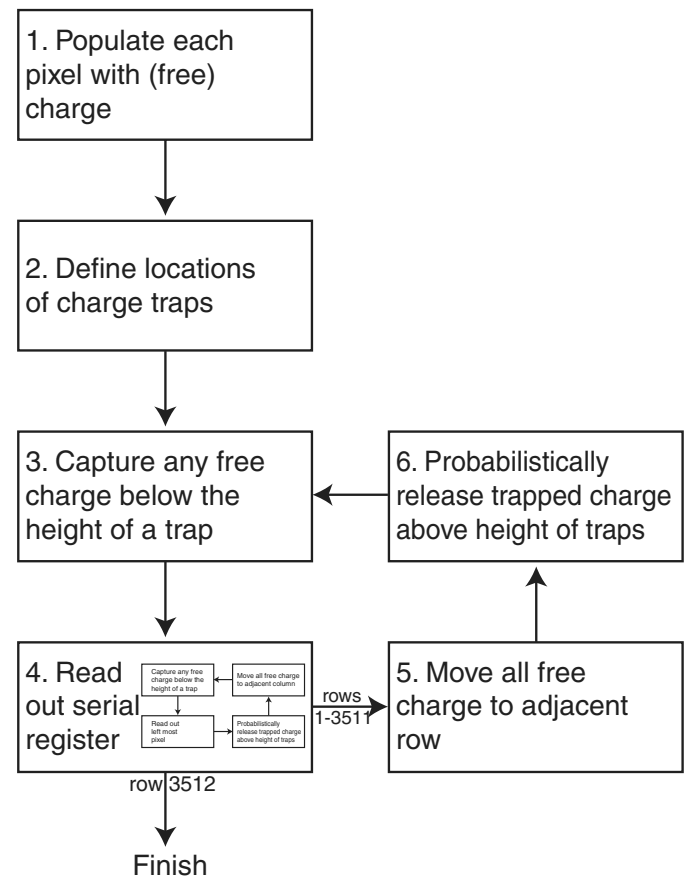 1. Populate each
pixel with (free)
charge
2. Define locations
of charge traps
3. Capture any free
charge below the
height of a trap
4. Read
out serial
register
Capture any free
charge below the
height of a trap
Move all free charge
to adjacent column
Read out
left most
pixel
Probabilistically
release trapped charge
above height of traps
rows
1-3511
row 3512
Finish
5. Move all free
charge to adjacent
row
6. Probabilistically
release trapped charge
above height of traps